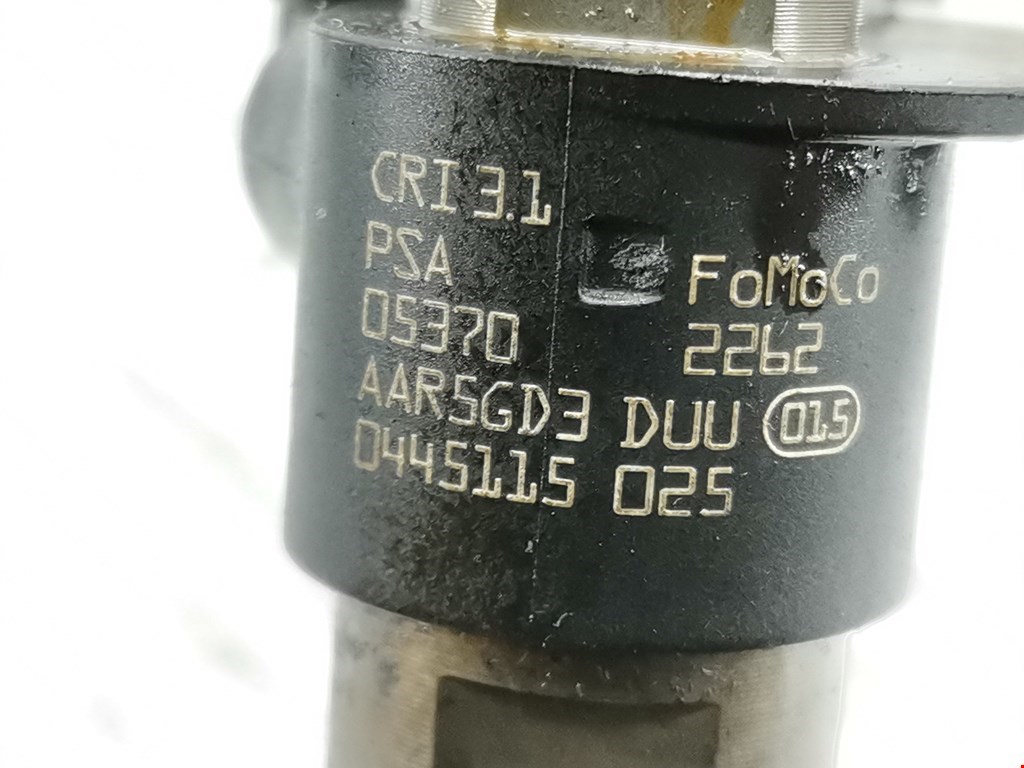 CRI 3.1
PSA FoMoCo
05370 2262
AAR5GD3 DUU 015
0445115 025